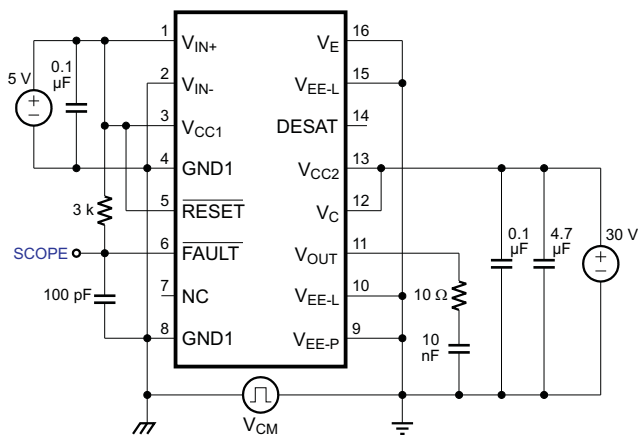 1 V_IN+ V_E 16
2 V_IN- V_EE-L 15
3 V_CC1 DESAT 14
4 GND1 V_CC2 13
5 RESET V_C 12
6 FAULT V_OUT 11
7 NC V_EE-L 10
8 GND1 V_EE-P 9
5 V
0.1
µF
3 k
SCOPE
100 pF
10 Ω
10
nF
0.1
µF
4.7
µF
30 V
V_CM